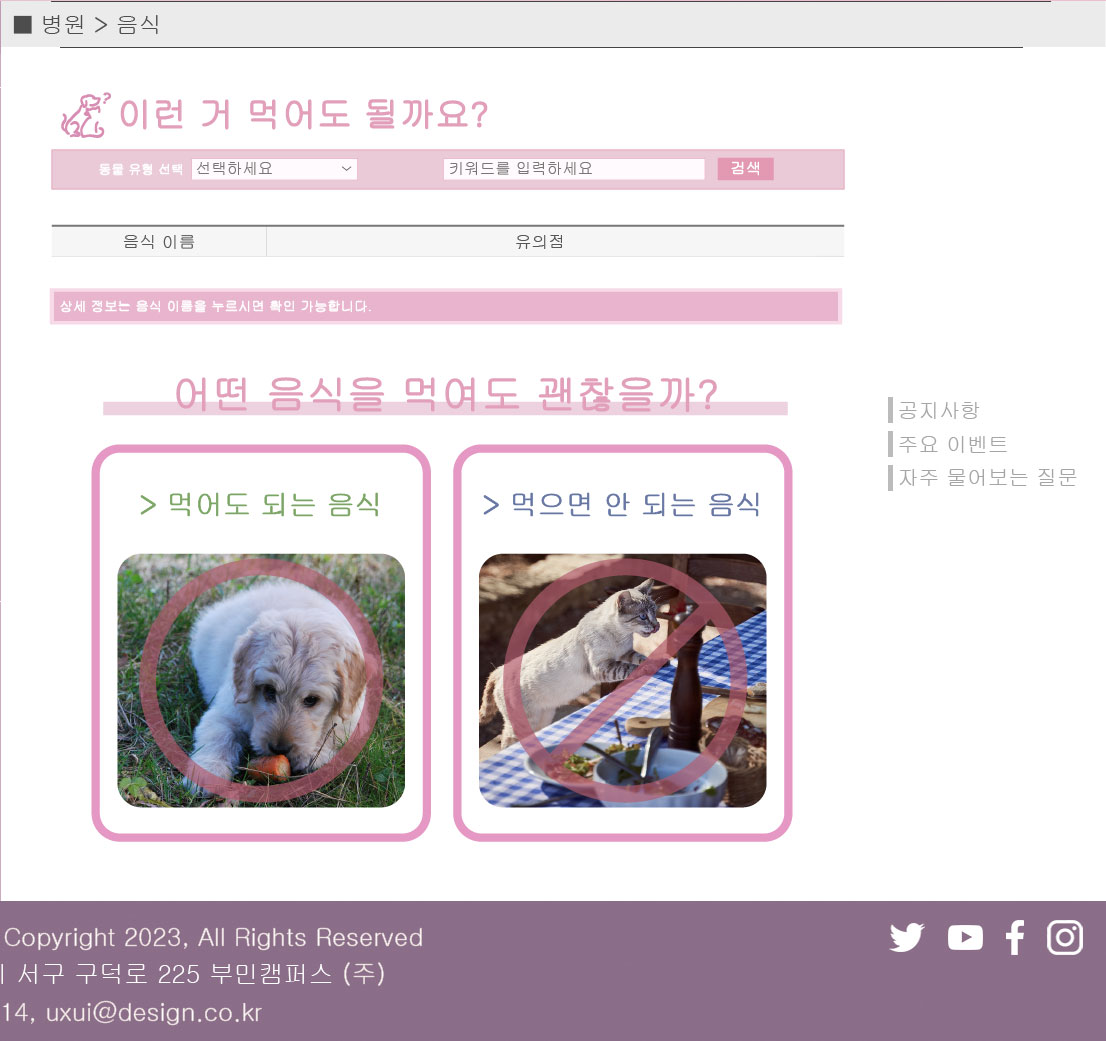 ■ 병원 > 음식
이런 거 먹어도 될까요?
동물 유형 선택 선택하세요 키워드를 입력하세요 검색
음식 이름 유의점
상세 정보는 음식 이름을 누르시면 확인 가능합니다.
어떤 음식을 먹여도 괜찮을까?
공지사항
주요 이벤트
자주 물어보는 질문
> 먹어도 되는 음식
> 먹으면 안 되는 음식
Copyright 2023, All Rights Reserved
서구 구덕로 225 부민캠퍼스 (주)
14, uxui@design.co.kr